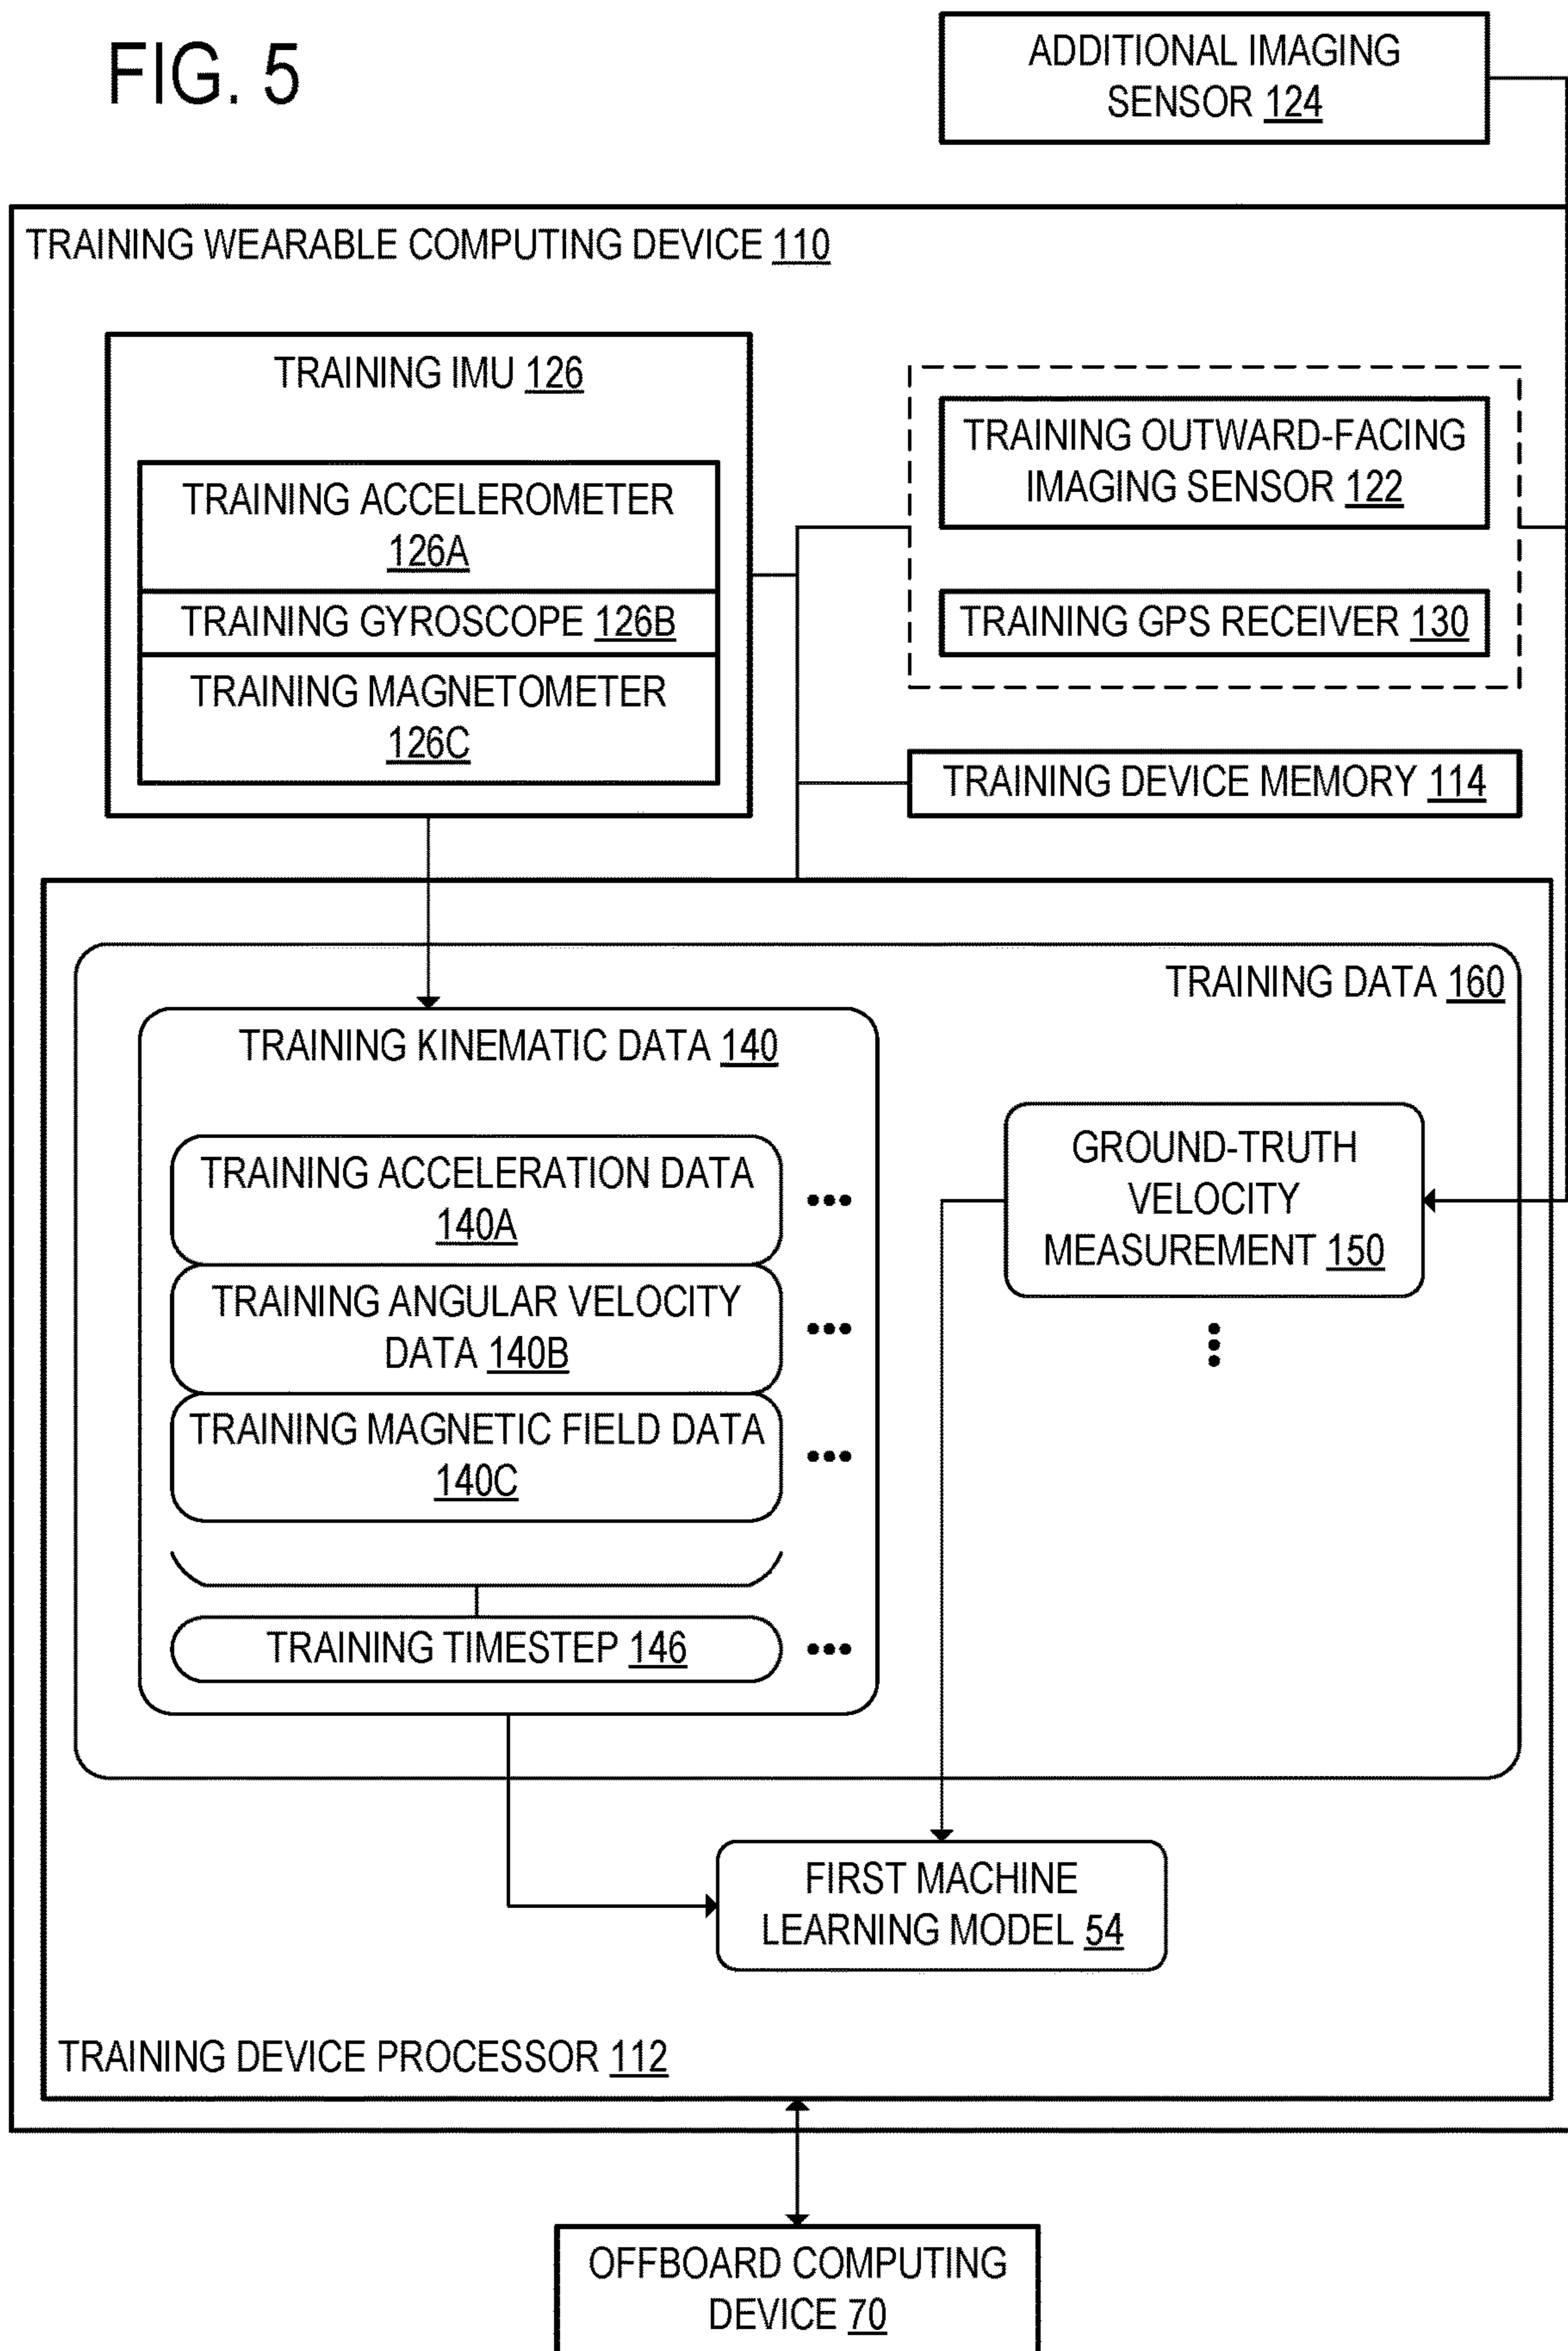 FIG. 5
ADDITIONAL IMAGING
SENSOR 124
TRAINING WEARABLE COMPUTING DEVICE 110
TRAINING IMU 126
TRAINING ACCELEROMETER
126A
TRAINING GYROSCOPE 126B
TRAINING MAGNETOMETER
126C
TRAINING OUTWARD-FACING
IMAGING SENSOR 122
TRAINING GPS RECEIVER 130
TRAINING DEVICE MEMORY 114
TRAINING DATA 160
TRAINING KINEMATIC DATA 140
TRAINING ACCELERATION DATA
140A
TRAINING ANGULAR VELOCITY
DATA 140B
TRAINING MAGNETIC FIELD DATA
140C
TRAINING TIMESTEP 146
GROUND-TRUTH
VELOCITY
MEASUREMENT 150
FIRST MACHINE
LEARNING MODEL 54
TRAINING DEVICE PROCESSOR 112
OFFBOARD COMPUTING
DEVICE 70